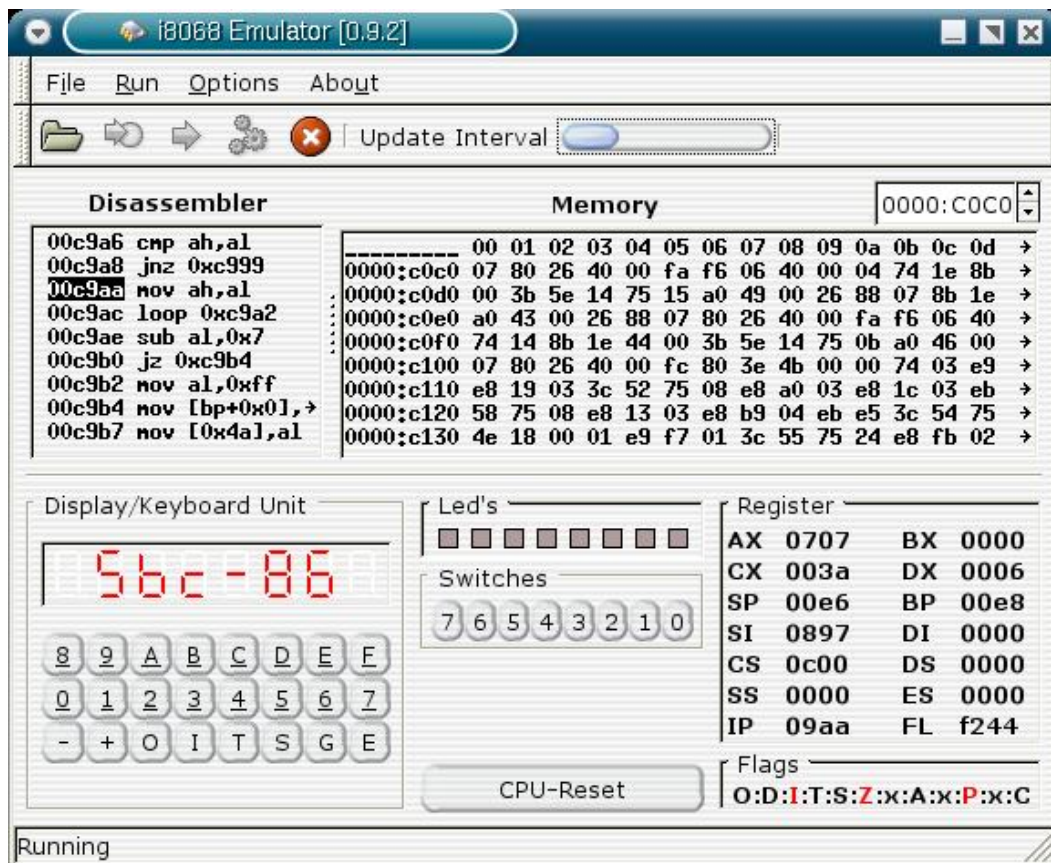 i8068 Emulator [0.9.2]
File Run Options About
Update Interval
Disassembler
00c9a6 cmp ah,al
00c9a8 jnz 0xc999
00c9aa mov ah,al
00c9ac loop 0xc9a2
00c9ae sub al,0x7
00c9b0 jz 0xc9b4
00c9b2 mov al,0xff
00c9b4 mov [bp+0x0],→
00c9b7 mov [0x4a],al
Memory
0000:C0C0
________ 00 01 02 03 04 05 06 07 08 09 0a 0b 0c 0d →
0000:c0c0 07 80 26 40 00 fa f6 06 40 00 04 74 1e 8b →
0000:c0d0 00 3b 5e 14 75 15 a0 49 00 26 88 07 8b 1e →
0000:c0e0 a0 43 00 26 88 07 80 26 40 00 fa f6 06 40 →
0000:c0f0 74 14 8b 1e 44 00 3b 5e 14 75 0b a0 46 00 →
0000:c100 07 80 26 40 00 fc 80 3e 4b 00 00 74 03 e9 →
0000:c110 e8 19 03 3c 52 75 08 e8 a0 03 e8 1c 03 eb →
0000:c120 58 75 08 e8 13 03 e8 b9 04 eb e5 3c 54 75 →
0000:c130 4e 18 00 01 e9 f7 01 3c 55 75 24 e8 fb 02 →
Display/Keyboard Unit
Sbc-86
8 9 A B C D E F
0 1 2 3 4 5 6 7
- + O I T S G E
Led's
Switches
7 6 5 4 3 2 1 0
CPU-Reset
Register
AX 0707 BX 0000
CX 003a DX 0006
SP 00e6 BP 00e8
SI 0897 DI 0000
CS 0c00 DS 0000
SS 0000 ES 0000
IP 09aa FL f244
Flags
O:D:I:T:S:Z:x:A:x:P:x:C
Running